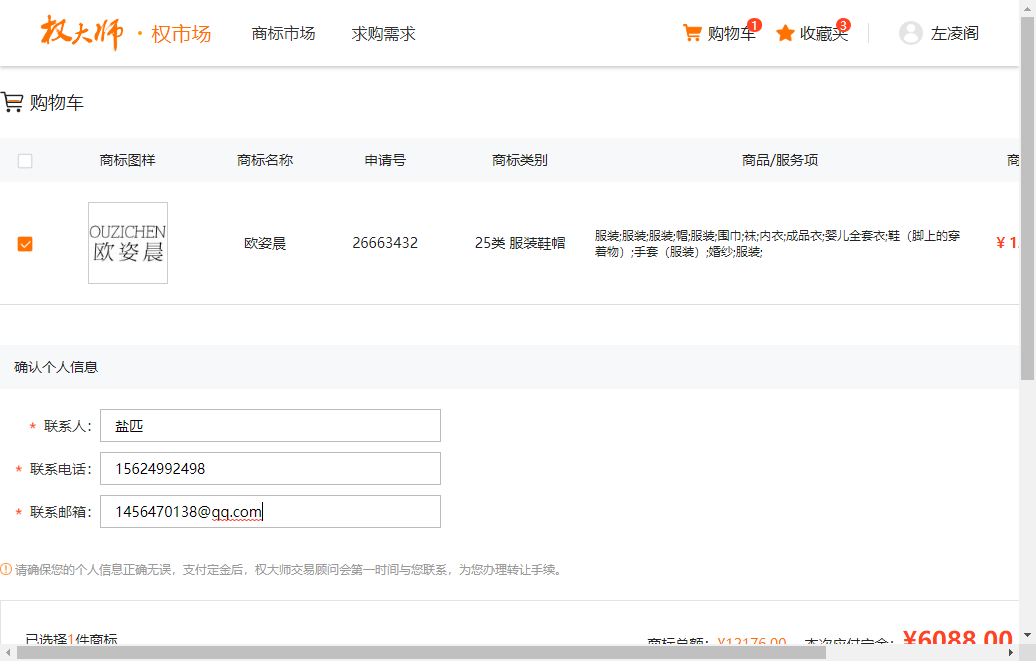 权大师 · 权市场 商标市场 求购需求 购物车 1 收藏夹 3 左凌阁
购物车
商标图样 商标名称 申请号 商标类别 商品/服务项 商
OUZICHEN
欧姿晨
欧姿晨 26663432 25类 服装鞋帽
服装;服装;服装;帽;服装;围巾;袜;内衣;成品衣;婴儿全套衣;鞋（脚上的穿
着物）;手套（服装）;婚纱;服装;
¥ 1
确认个人信息
* 联系人: 盐匹
* 联系电话: 15624992498
* 联系邮箱: 1456470138@qq.com
请确保您的个人信息正确无误，支付定金后，权大师交易顾问会第一时间与您联系，为您办理转让手续。
已选择1件商标 商标总额: ¥12176.00 本次应付定金: ¥6088.00